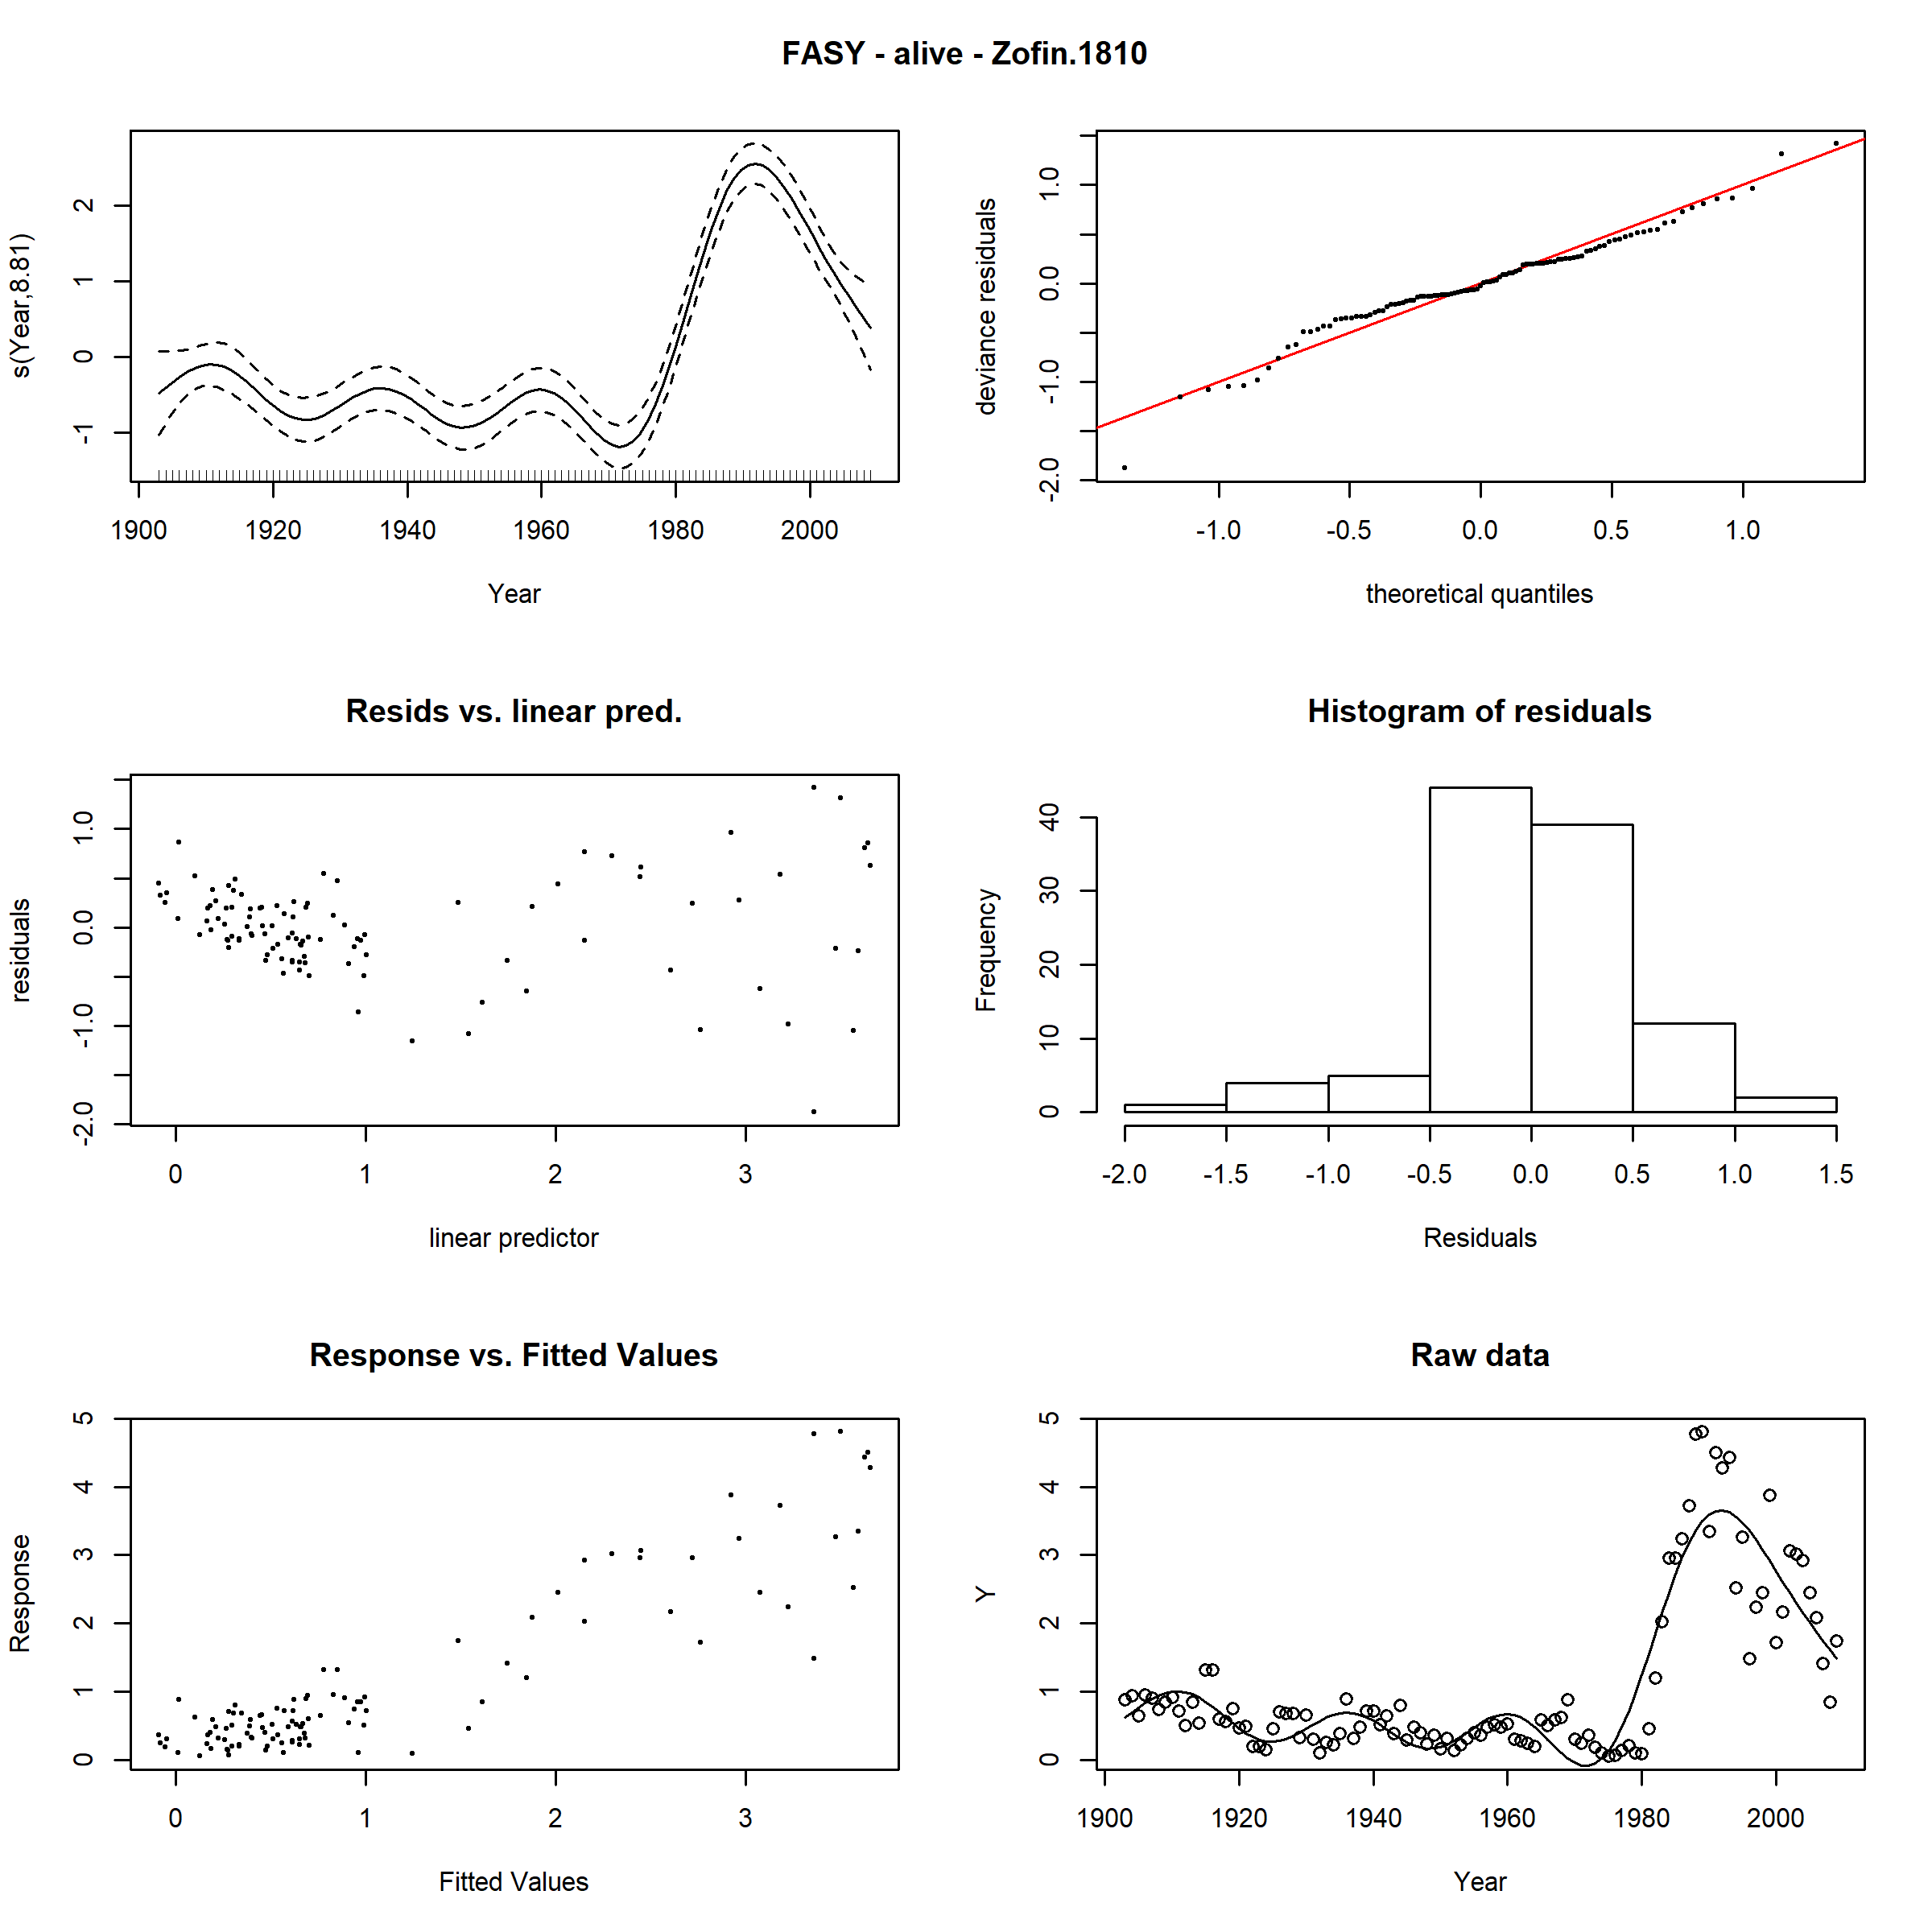 FASY - alive - Zofin.1810
s(Year,8.81)
2
1
0
-1
1900 1920 1940 1960 1980 2000
Year
deviance residuals
1.0
0.0
-1.0
-2.0
-1.0 -0.5 0.0 0.5 1.0
theoretical quantiles
Resids vs. linear pred.
residuals
1.0
0.0
-1.0
-2.0
0 1 2 3
linear predictor
Histogram of residuals
Frequency
40
30
20
10
0
-2.0 -1.5 -1.0 -0.5 0.0 0.5 1.0 1.5
Residuals
Response vs. Fitted Values
Response
5
4
3
2
1
0
0 1 2 3
Fitted Values
Raw data
Y
5
4
3
2
1
0
1900 1920 1940 1960 1980 2000
Year